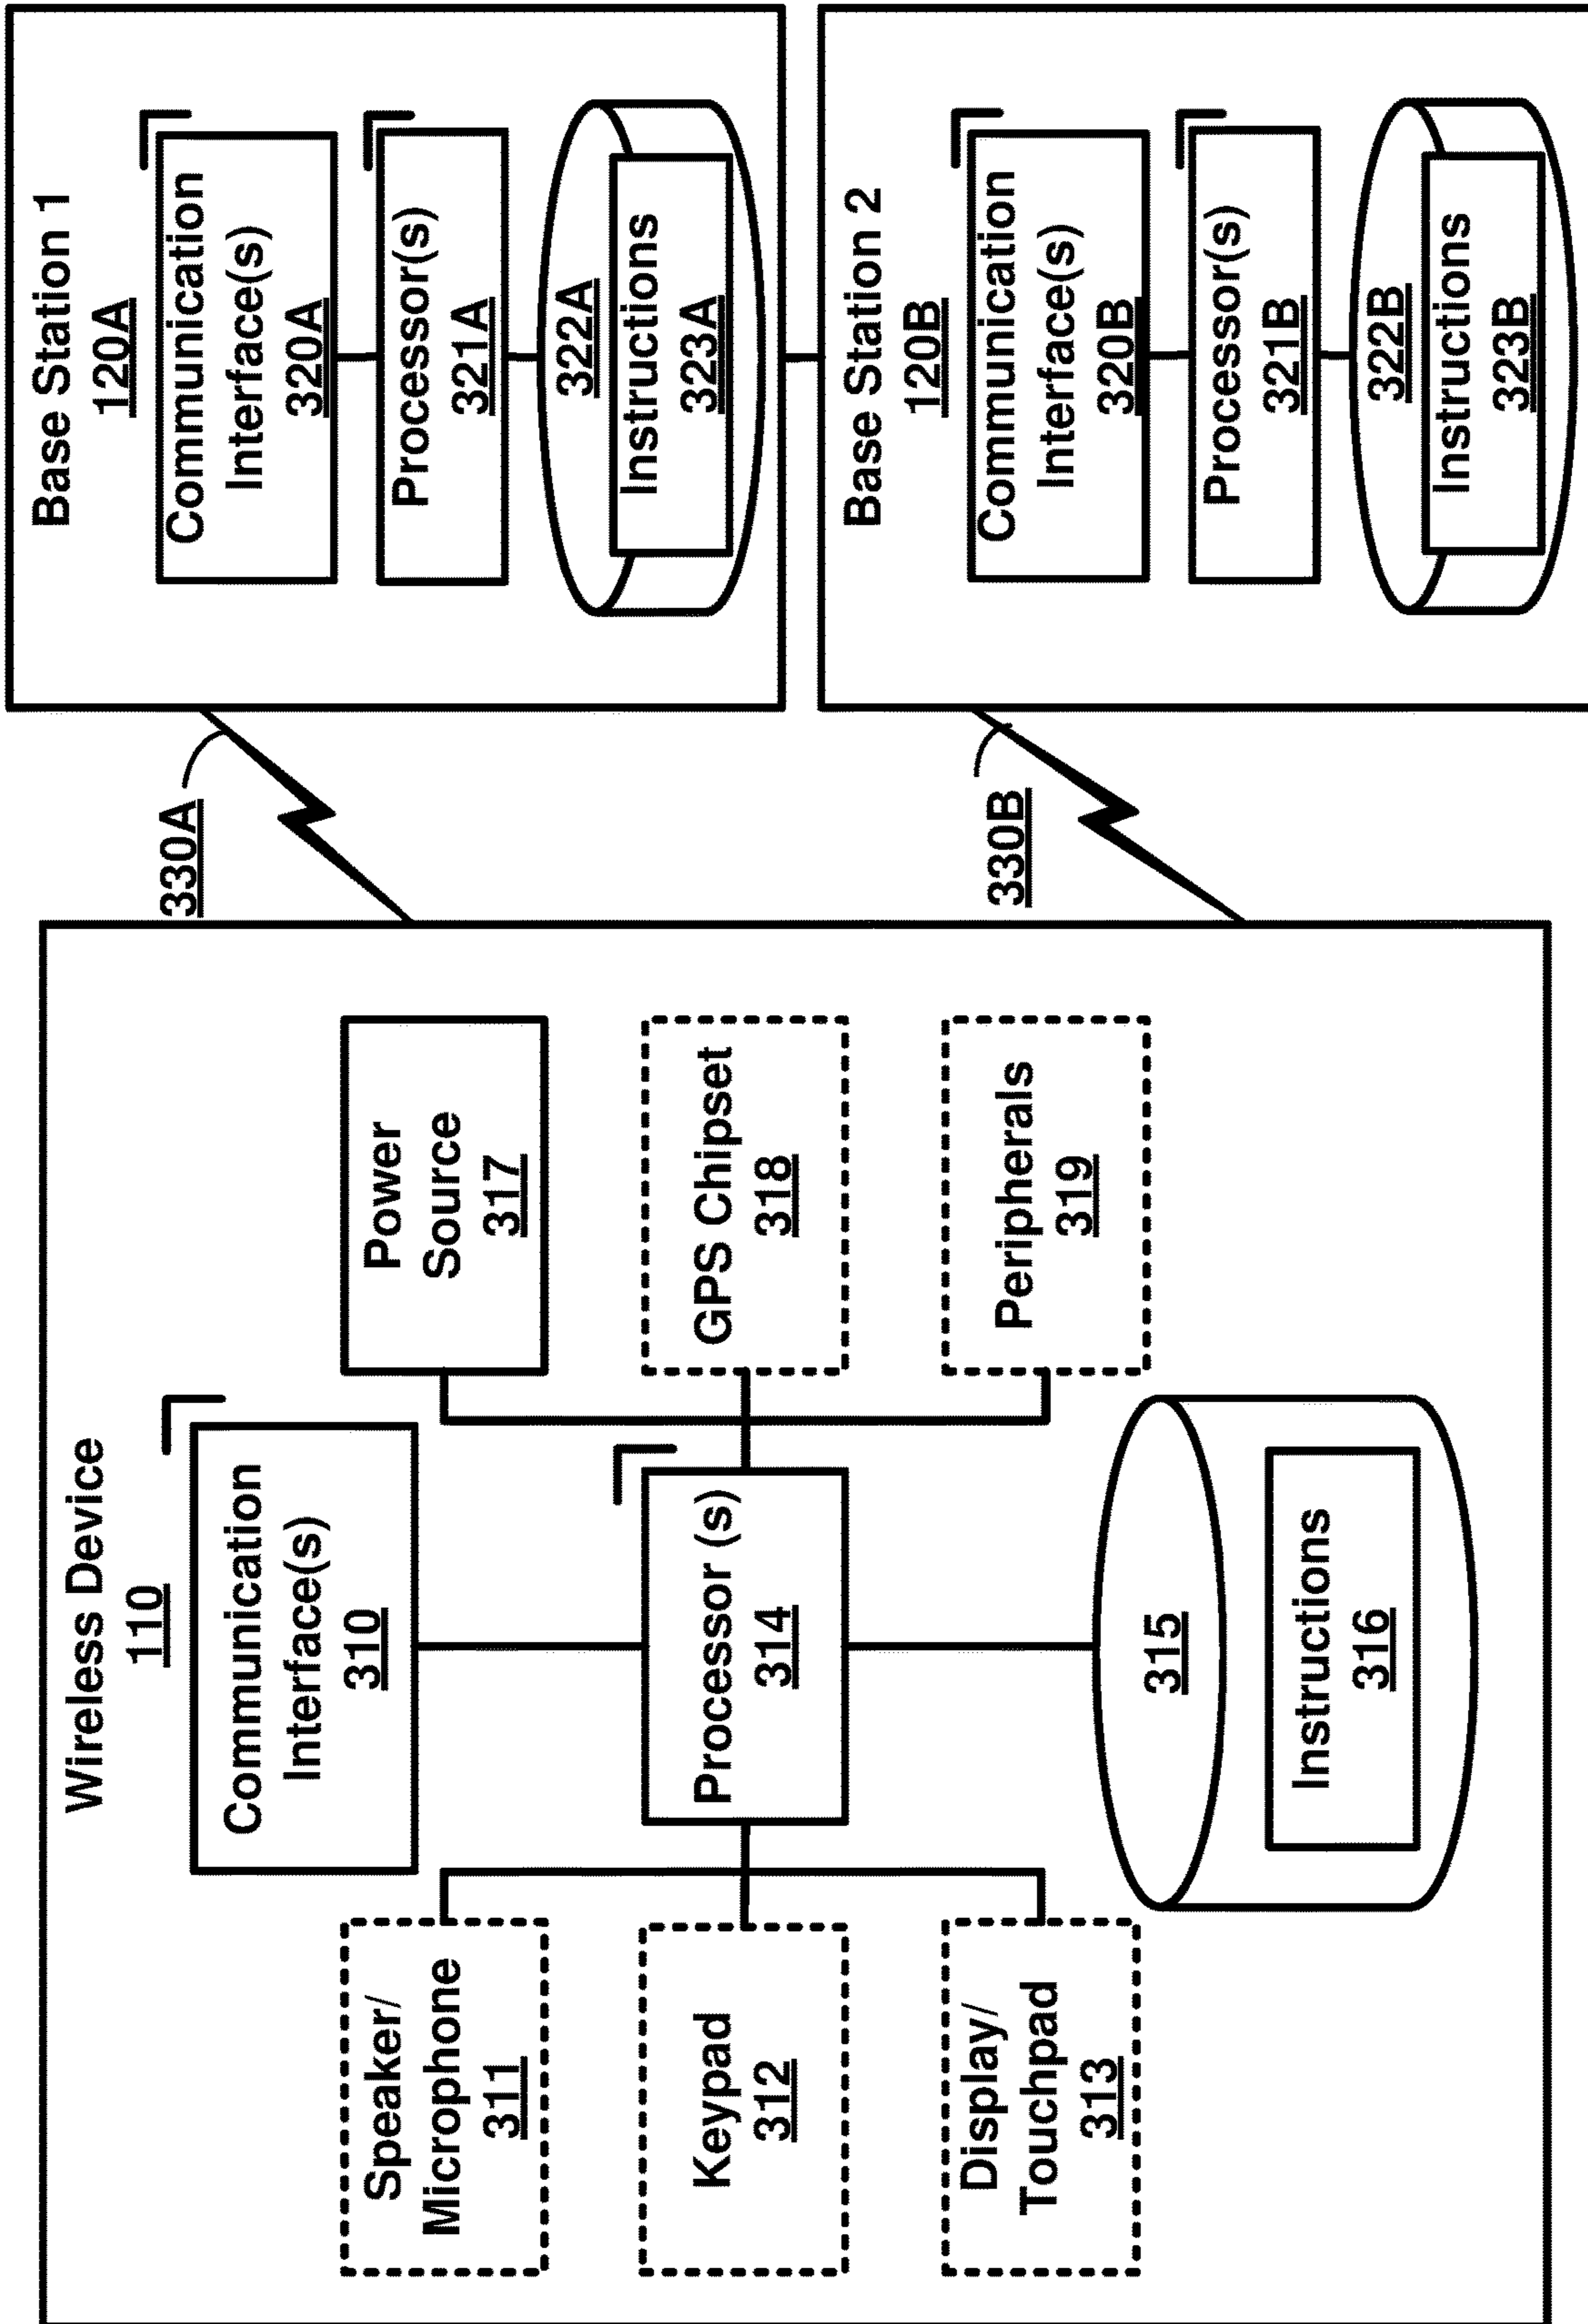 Wireless Device
110
Communication
Interface(s)
310
Speaker/
Microphone
311
Keypad
312
Display/
Touchpad
313
Processor (s)
314
315
Instructions
316
Power
Source
317
GPS Chipset
318
Peripherals
319
330A
330B
Base Station 1
120A
Communication
Interface(s)
320A
Processor(s)
321A
322A
Instructions
323A
Base Station 2
120B
Communication
Interface(s)
320B
Processor(s)
321B
322B
Instructions
323B